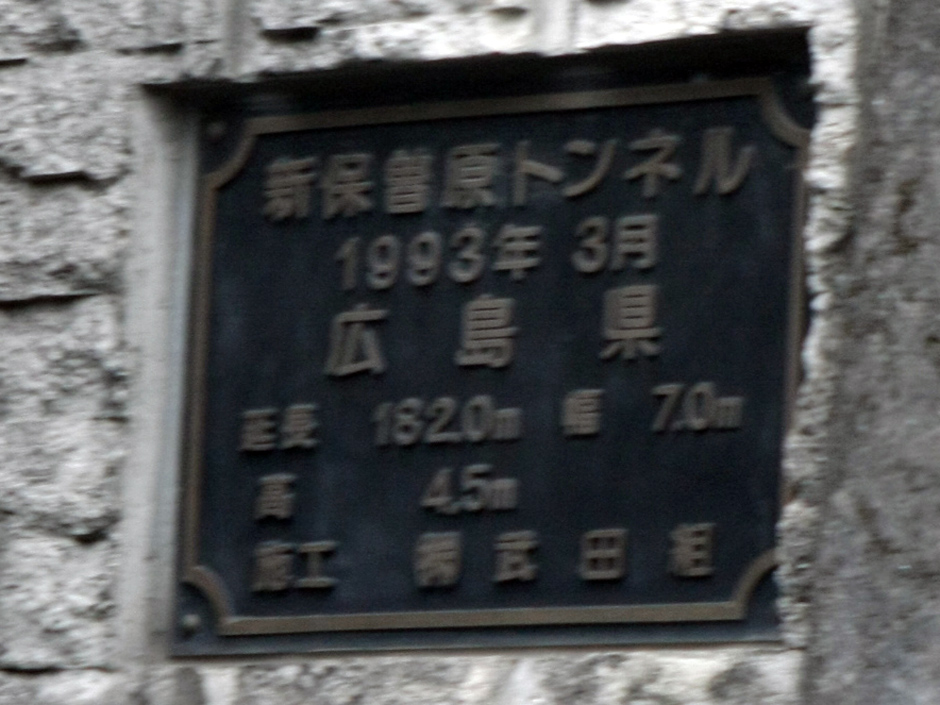 新保曽原トンネル
1993年 3月
広島県
延長 182.0m 幅 7.0m
高 4.5m
施工 ㈱武田組